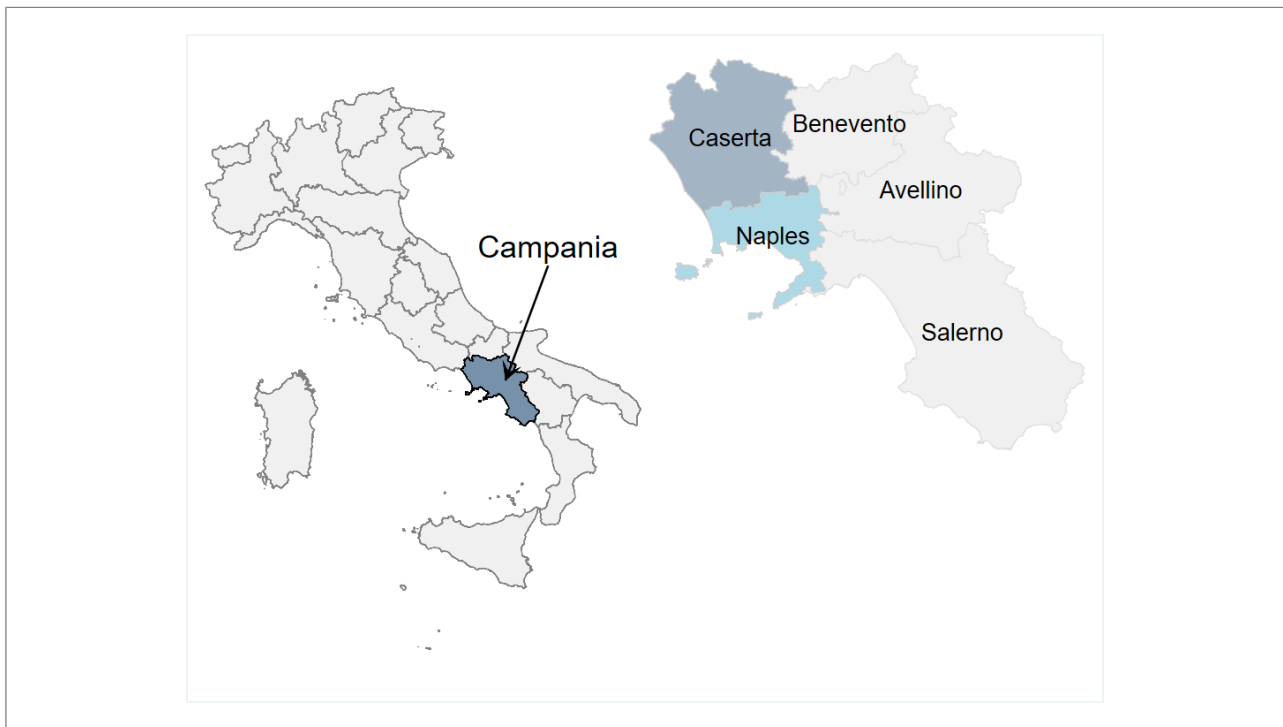 Campania
Caserta
Benevento
Avellino
Naples
Salerno